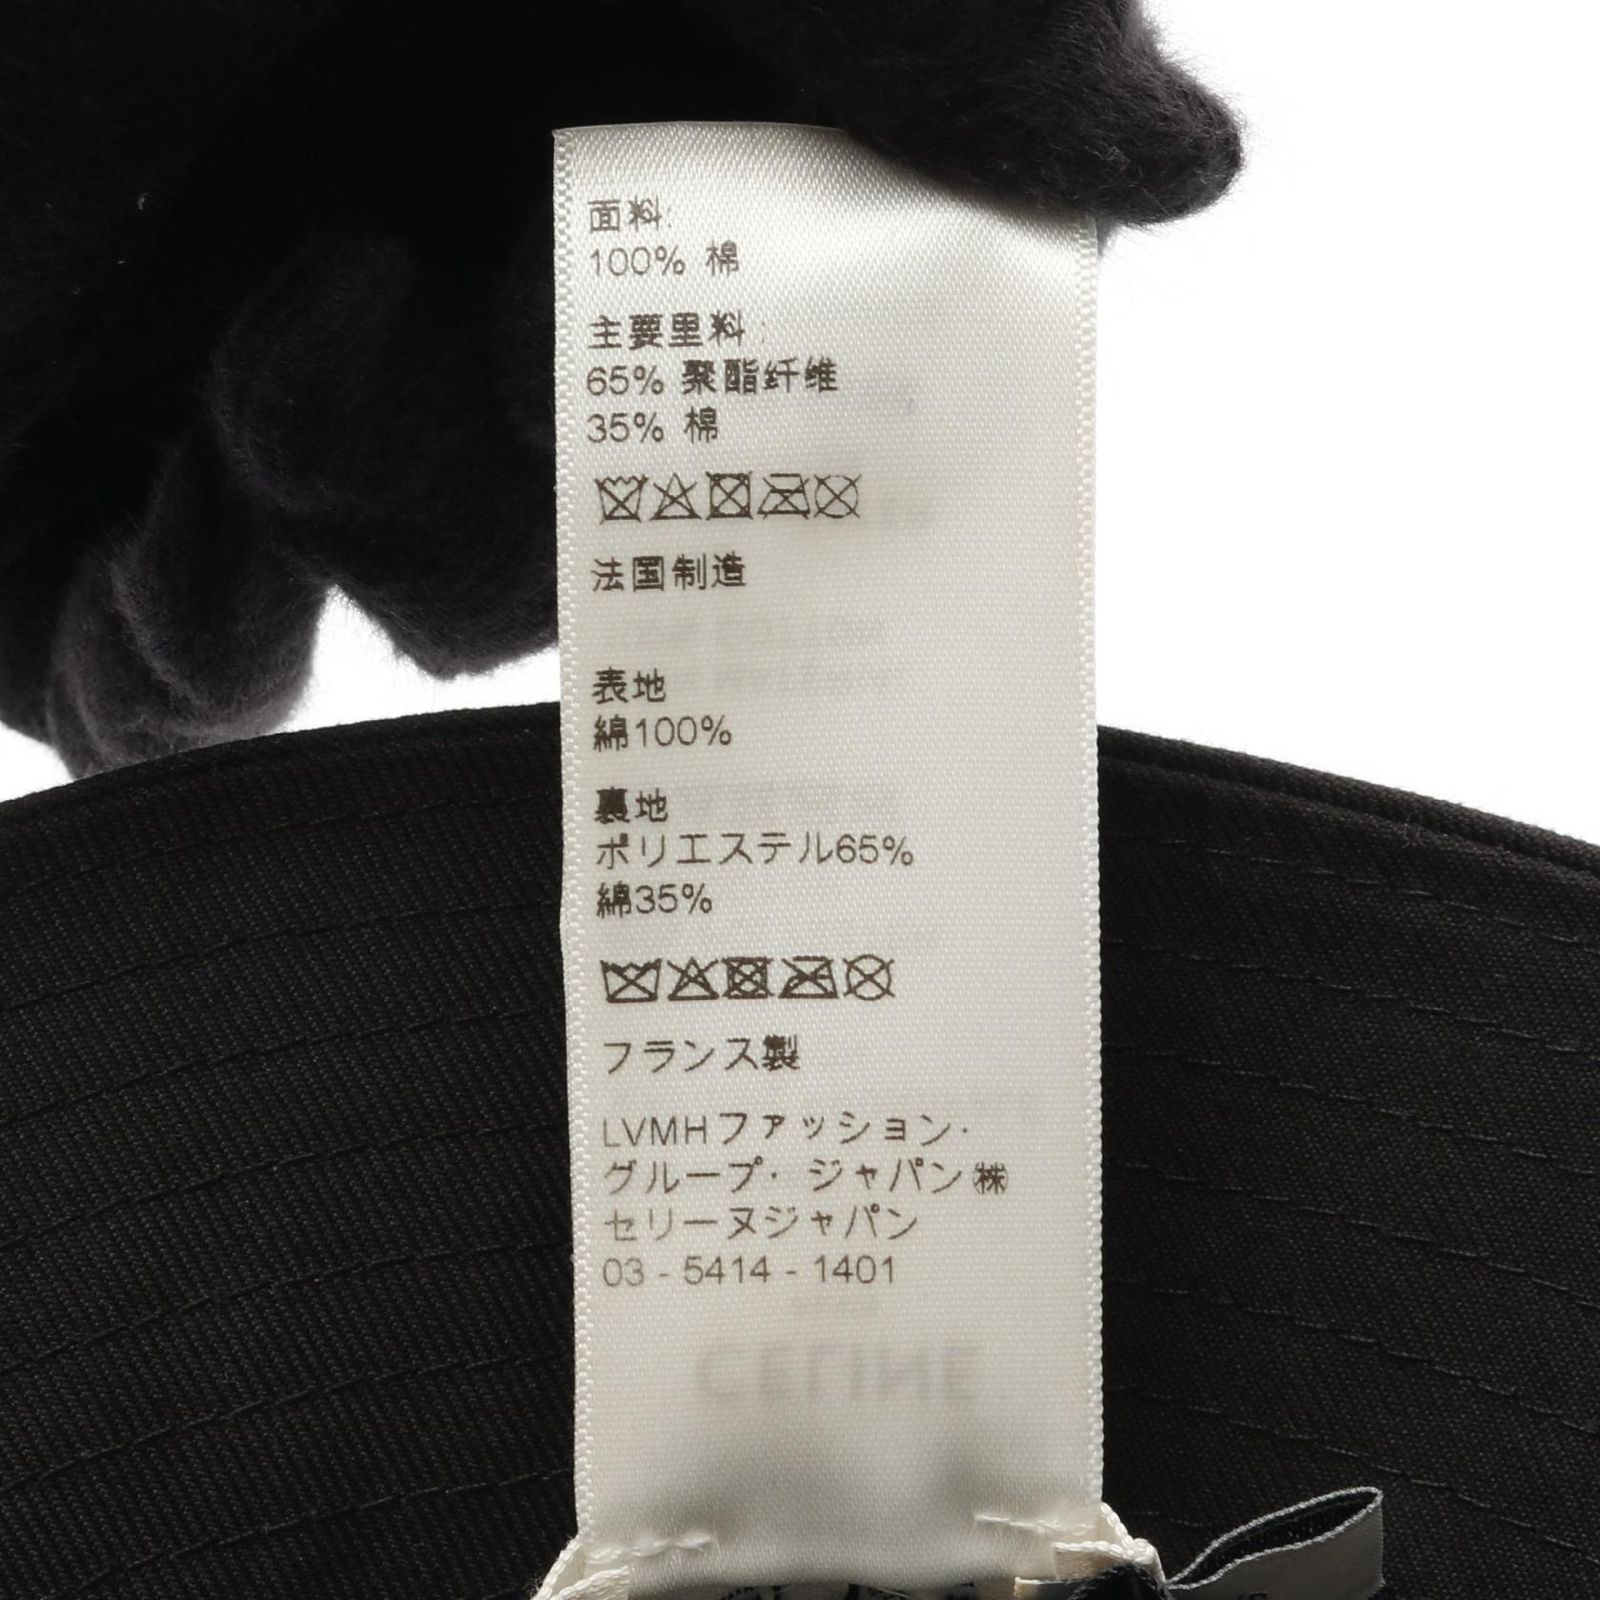 面料:
100% 棉
主要里料:
65% 聚酯纤维
35% 棉
法国制造
表地
綿100%
裏地
ポリエステル65%
綿35%
フランス製
LVMHファッション・
グループ・ジャパン㈱
セリーヌジャパン
03 - 5414 - 1401
CELINE